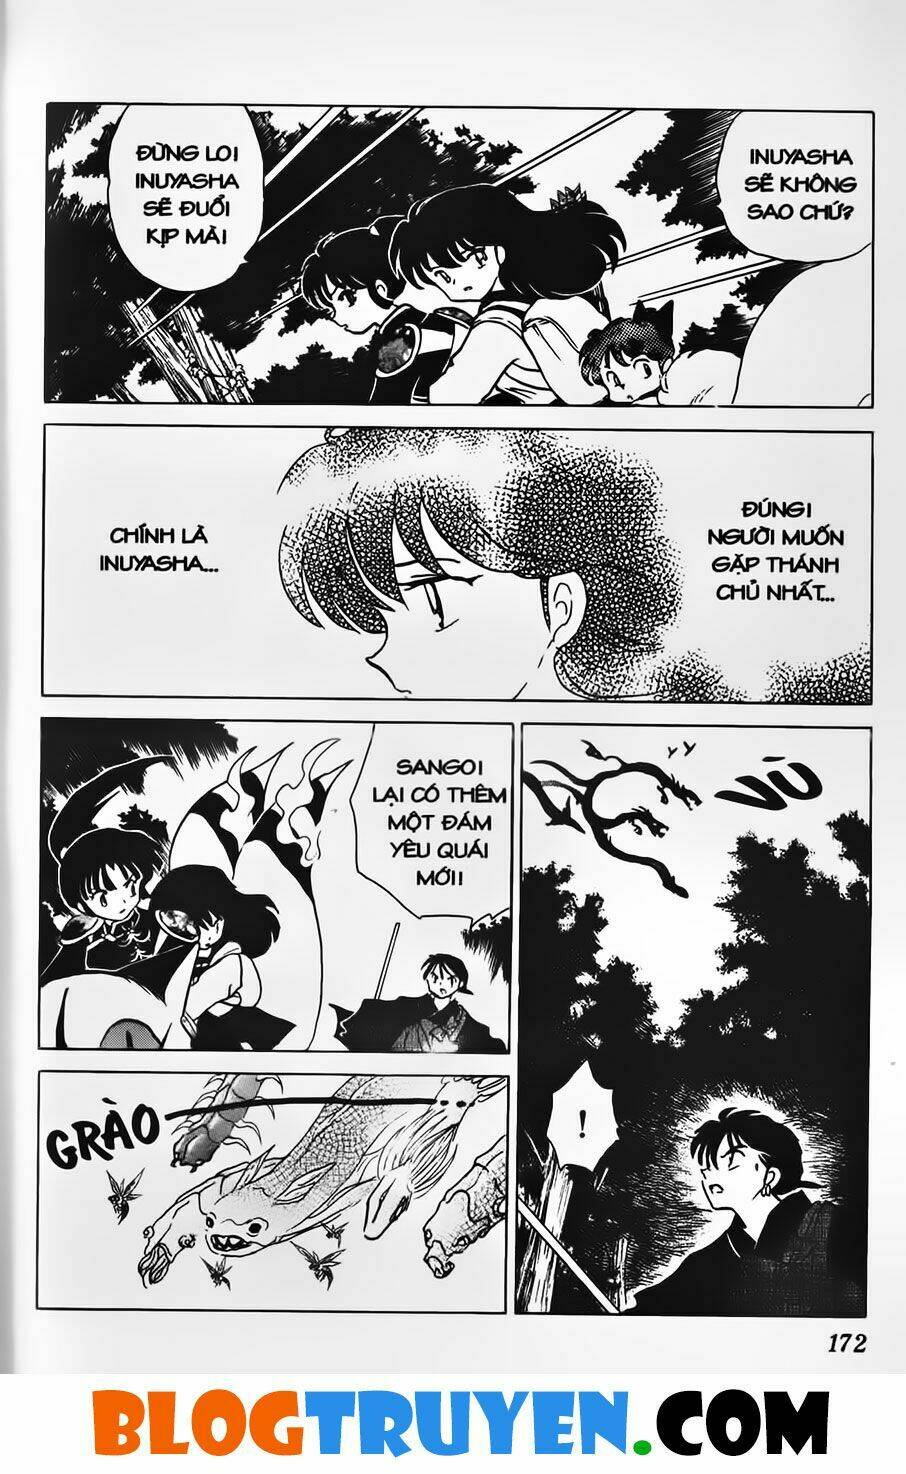 INUYASHA
SẼ KHÔNG
SAO CHỨ?
ĐỪNG LO!
INUYASHA
SẼ ĐUỔI
KỊP MÀ!
ĐÚNG!
NGƯỜI MUỐN
GẶP THÁNH
CHỦ NHẤT...
CHÍNH LÀ
INUYASHA...
VÙ
!
SANGO!
LẠI CÓ THÊM
MỘT ĐÁM
YÊU QUÁI
MỚI!
GRÀO
172
BLOGTRUYEN.COM